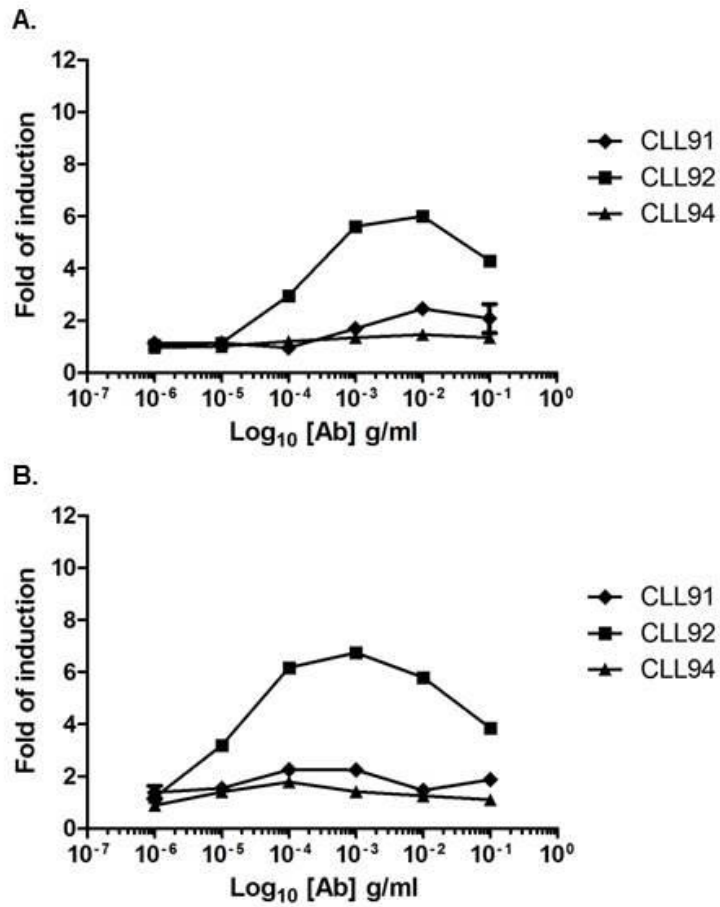 A.
12
10
8
6
4
2
0
Fold of induction
10⁻⁷ 10⁻⁶ 10⁻⁵ 10⁻⁴ 10⁻³ 10⁻² 10⁻¹ 10⁰
Log₁₀ [Ab] g/ml
CLL91
CLL92
CLL94
B.
12
10
8
6
4
2
0
Fold of induction
10⁻⁷ 10⁻⁶ 10⁻⁵ 10⁻⁴ 10⁻³ 10⁻² 10⁻¹ 10⁰
Log₁₀ [Ab] g/ml
CLL91
CLL92
CLL94